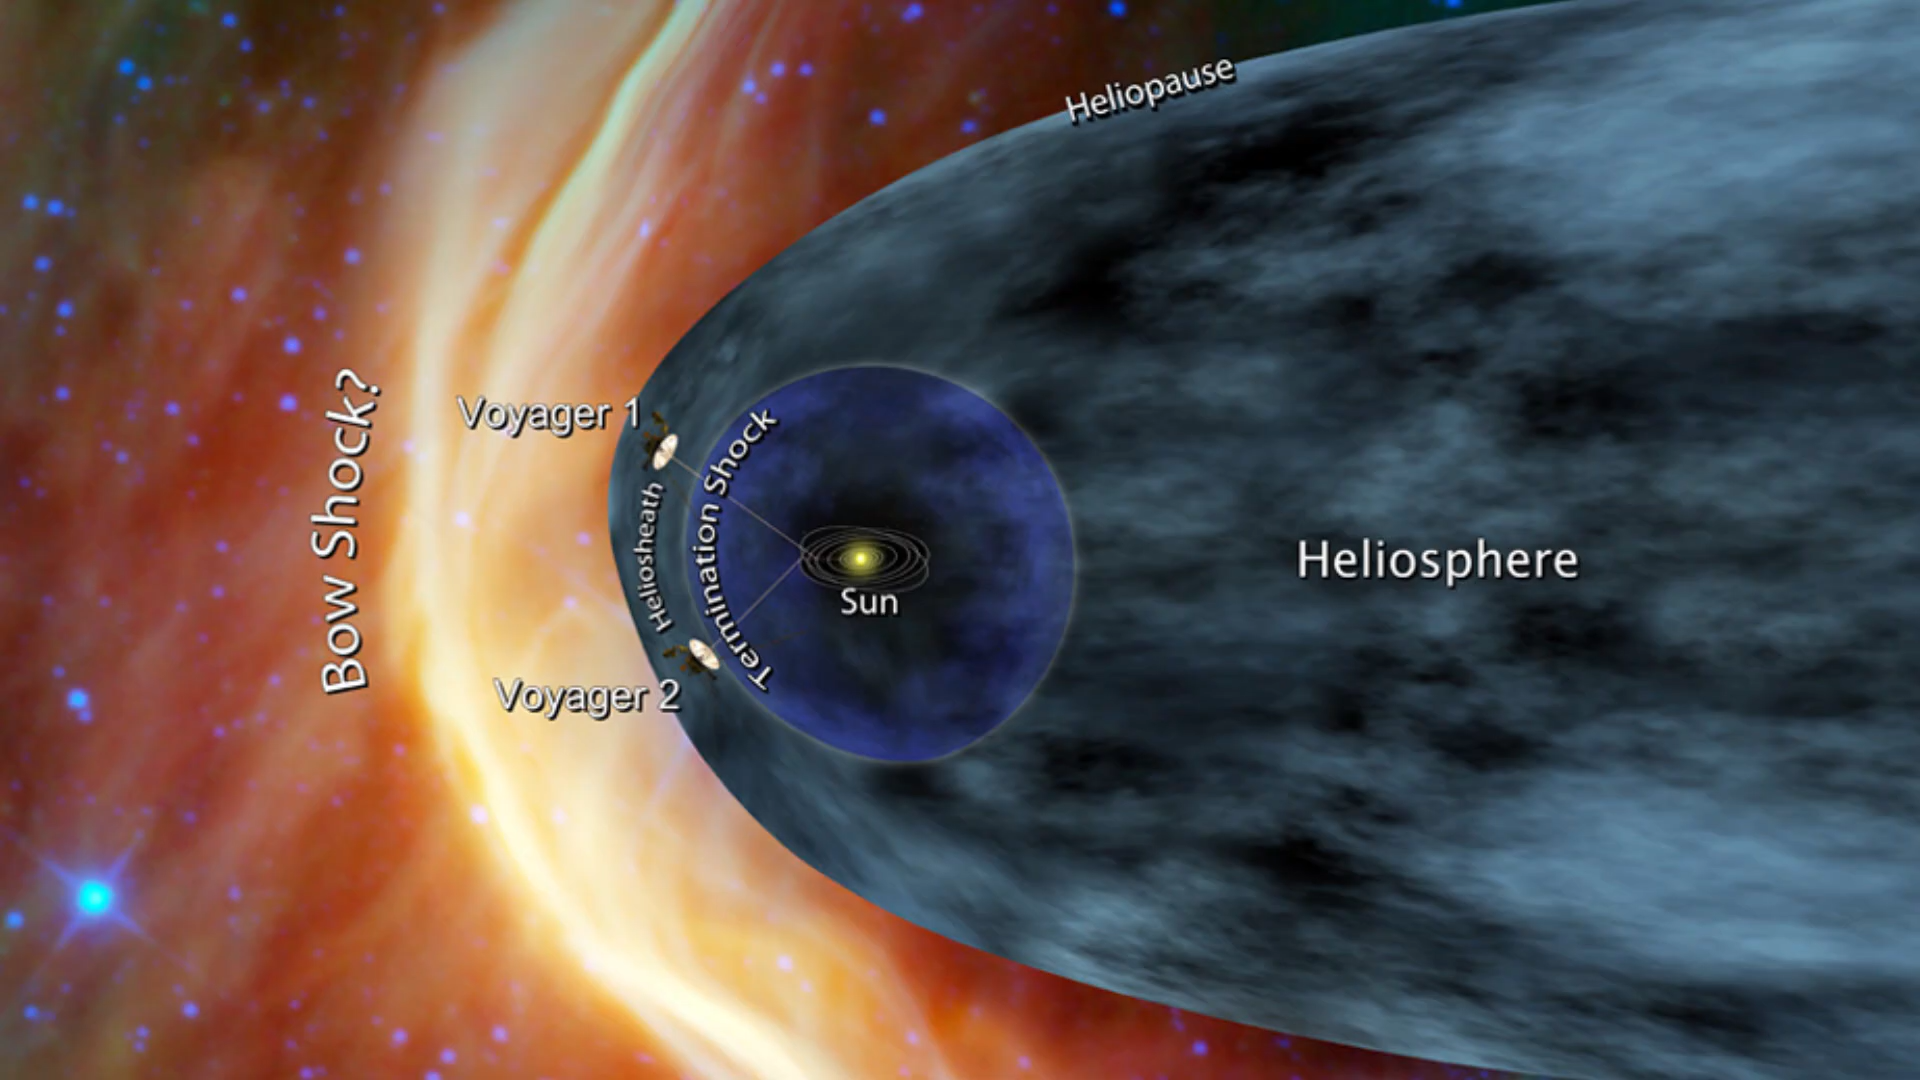 Heliopause
Bow Shock?
Voyager 1
Termination Shock
Heliosheath
Heliosphere
Sun
Voyager 2